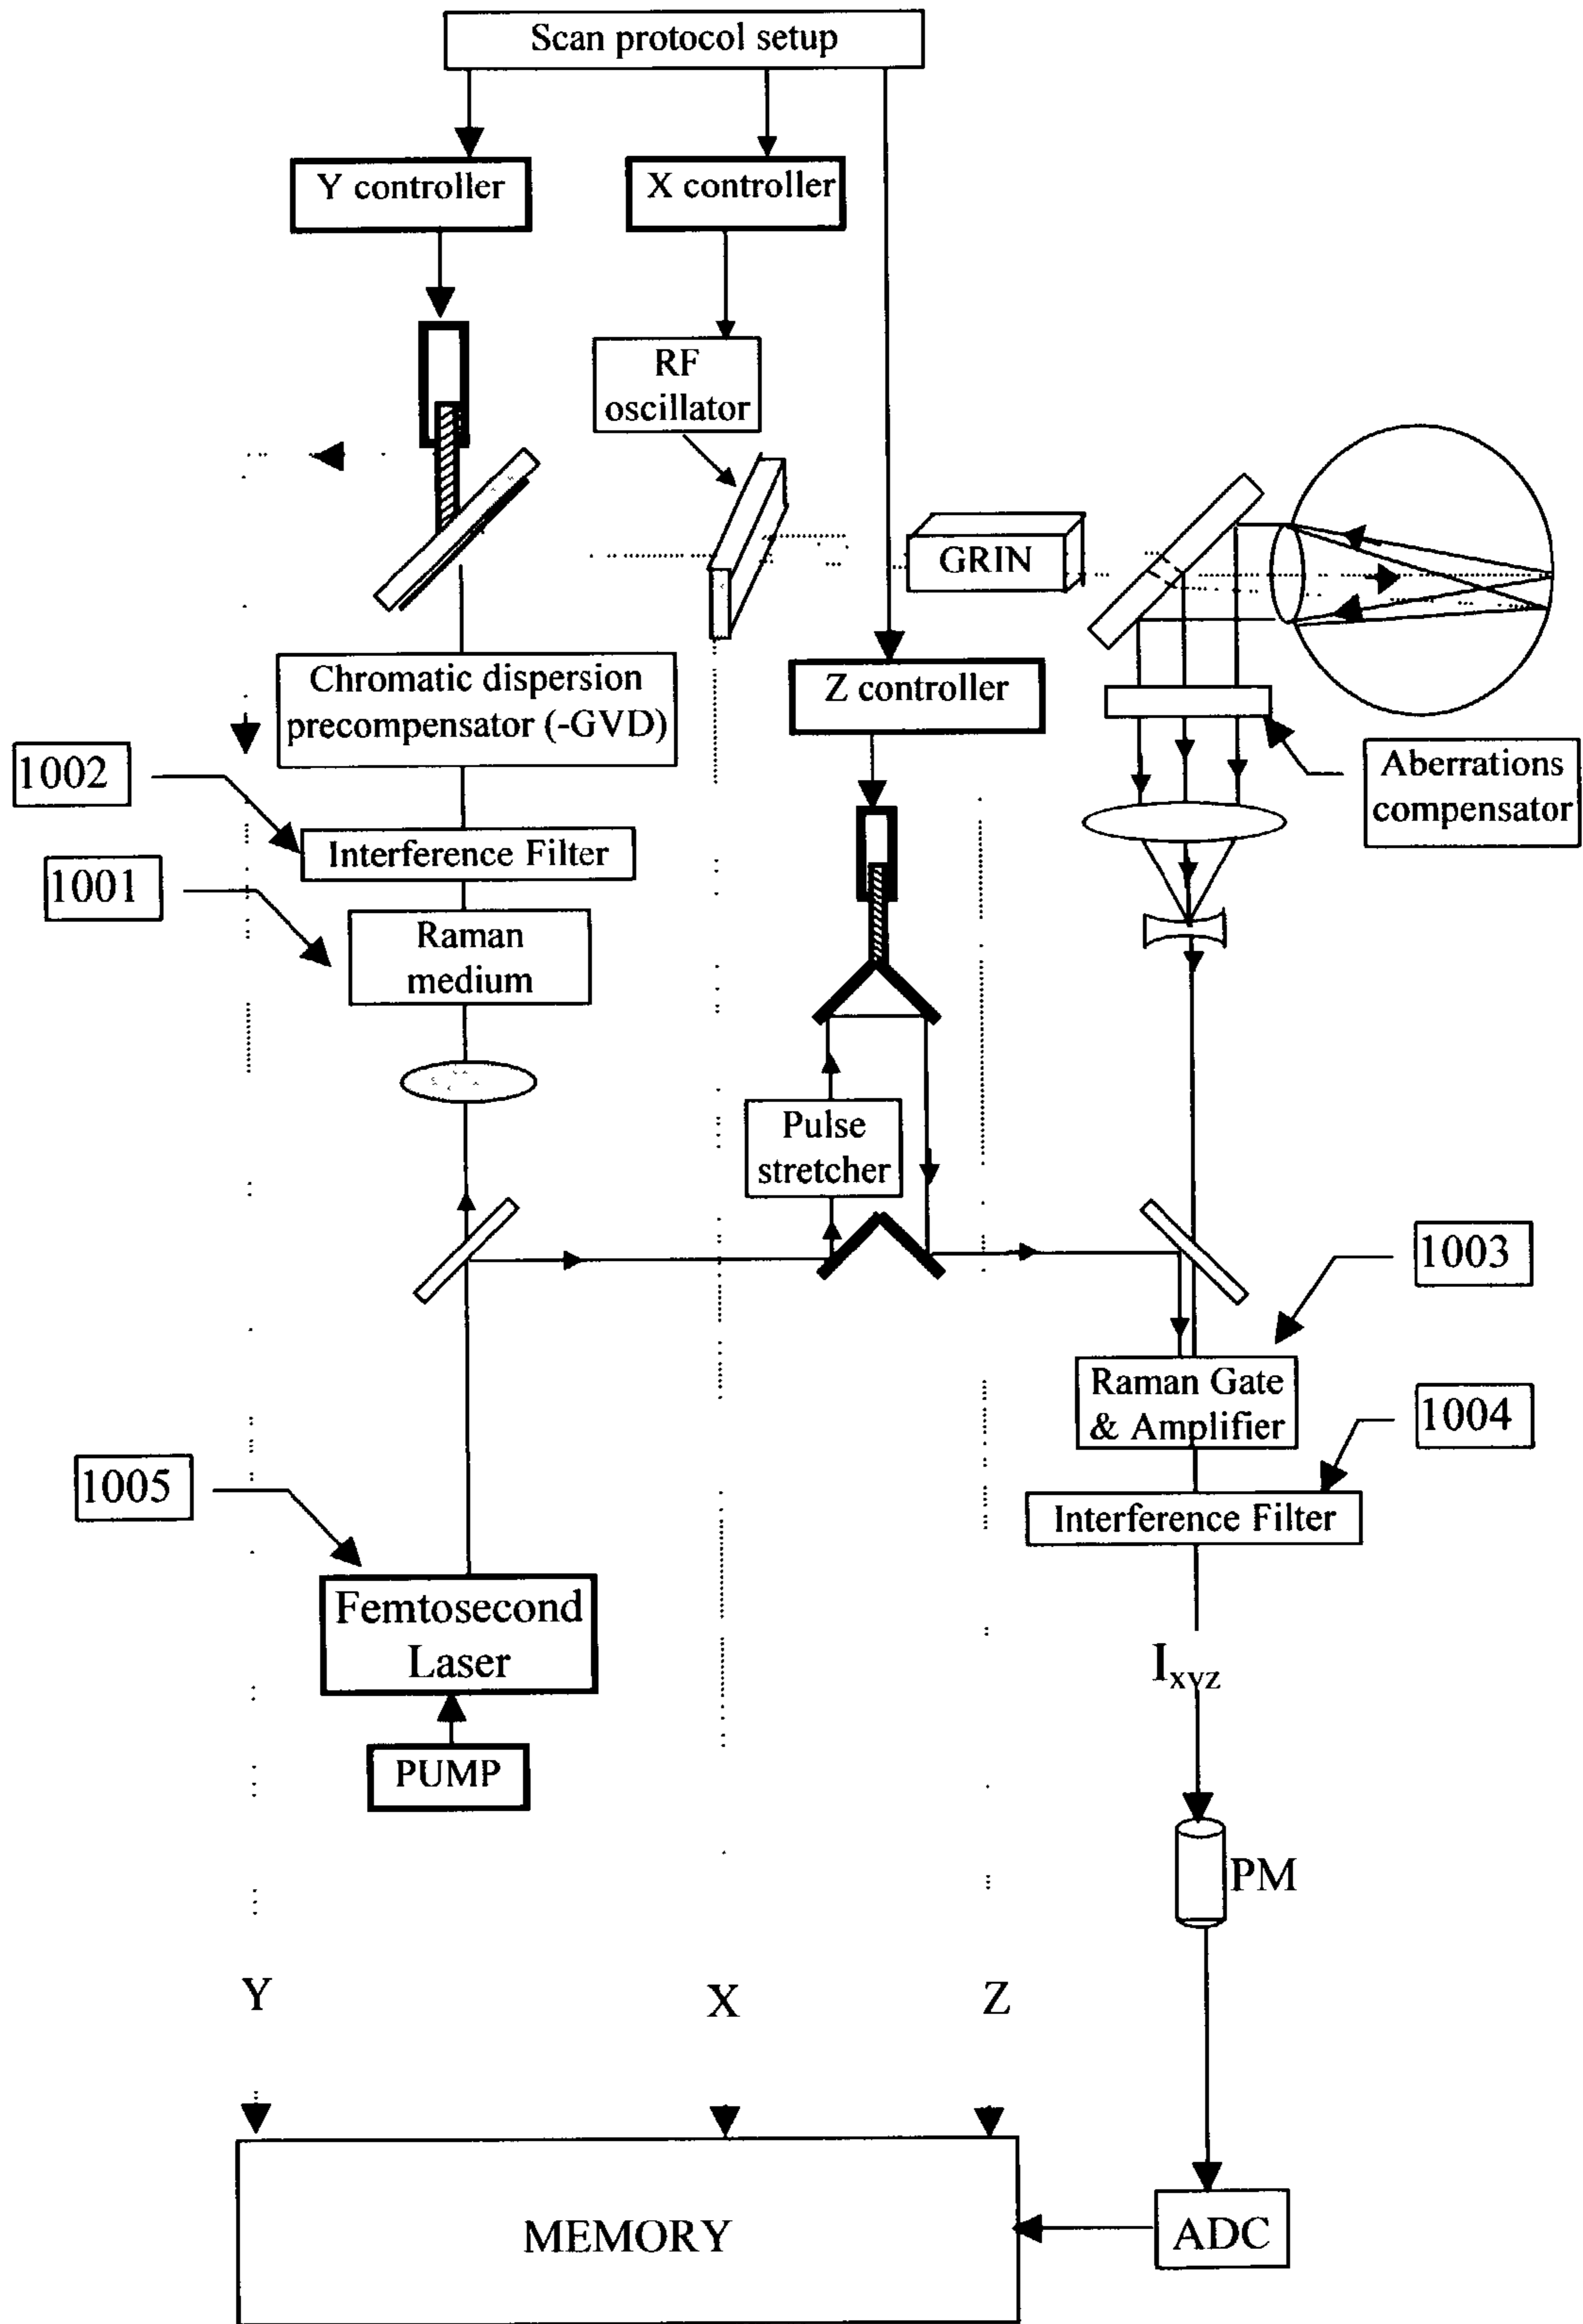 Scan protocol setup
Y controller
X controller
RF
oscillator
GRIN
Z controller
Chromatic dispersion
precompensator (-GVD)
Aberrations
compensator
1002
Interference Filter
1001
Raman
medium
Pulse
stretcher
1003
Raman Gate
& Amplifier
1004
Interference Filter
1005
Femtosecond
Laser
Ixyz
PUMP
PM
Y
X
Z
MEMORY
ADC